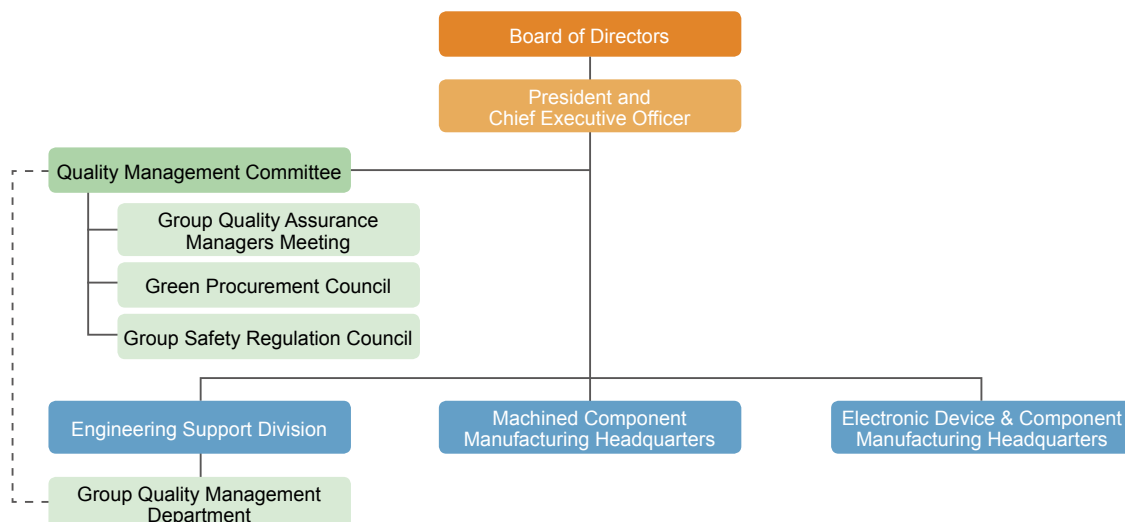 Board of Directors
President and
Chief Executive Officer
Quality Management Committee
Group Quality Assurance
Managers Meeting
Green Procurement Council
Group Safety Regulation Council
Engineering Support Division
Machined Component
Manufacturing Headquarters
Electronic Device & Component
Manufacturing Headquarters
Group Quality Management
Department